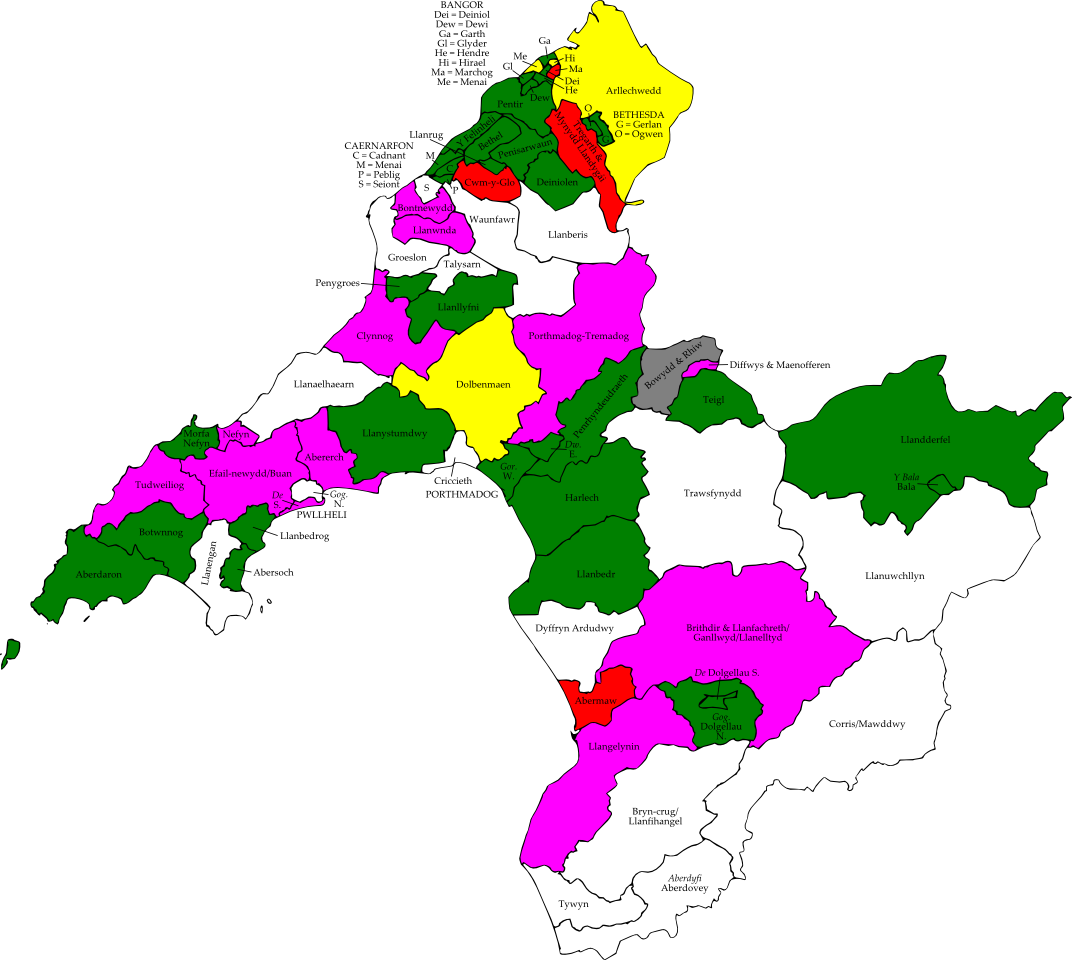 BANGOR
Dei = Deiniol
Dew = Dewi
Ga = Garth
Gl = Glyder
He = Hendre
Hi = Hirael
Ma = Marchog
Me = Menai
Ga
Me
Hi
Gl
Ma
Dei
He
Dew
Arllechwedd
Pentir
O
BETHESDA
G = Gerlan
O = Ogwen
Llanrug
Y Felinheli
Bethel
Penisarwaun
Tregarth &
Mynydd Llandygai
CAERNARFON
C = Cadnant
M = Menai
P = Peblig
S = Seiont
M
C
S
P
Cwm-y-Glo
Deiniolen
Bontnewydd
Waunfawr
Llanwnda
Llanberis
Groeslon
Talysarn
Penygroes
Llanllyfni
Clynnog
Porthmadog-Tremadog
Bowydd & Rhiw
Diffwys & Maenofferen
Llanaelhaearn
Dolbenmaen
Teigl
Penrhyndeudraeth
Morfa
Nefyn
Nefyn
Llanystumdwy
Llandderfel
Dw.
E.
Abererch
Gor.
W.
Efail-newydd/Buan
Tudweiliog
Criccieth
PORTHMADOG
Y Bala
Bala
De
S.
Gog.
N.
PWLLHELI
Harlech
Trawsfynydd
Botwnnog
Llanbedrog
Llanengan
Aberdaron
Abersoch
Llanbedr
Llanuwchllyn
Dyffryn Ardudwy
Brithdir & Llanfachreth/
Ganllwyd/Llanelltyd
De Dolgellau S.
Abermaw
Gog.
Dolgellau
N.
Corris/Mawddwy
Llangelynin
Bryn-crug/
Llanfihangel
Aberdyfi
Aberdovey
Tywyn